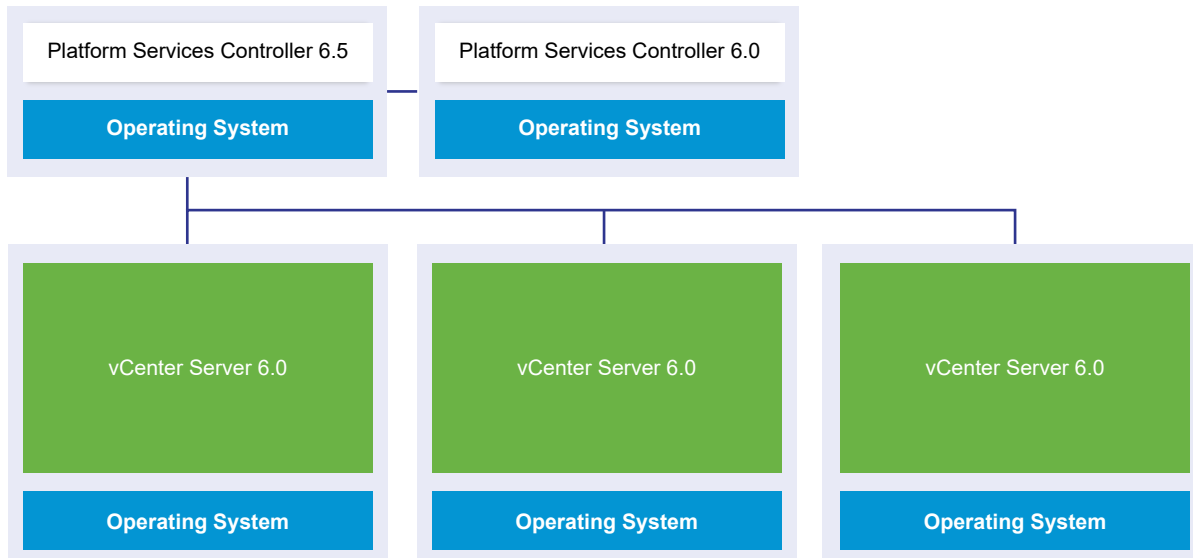 Platform Services Controller 6.5
Platform Services Controller 6.0
Operating System
Operating System
vCenter Server 6.0
vCenter Server 6.0
vCenter Server 6.0
Operating System
Operating System
Operating System